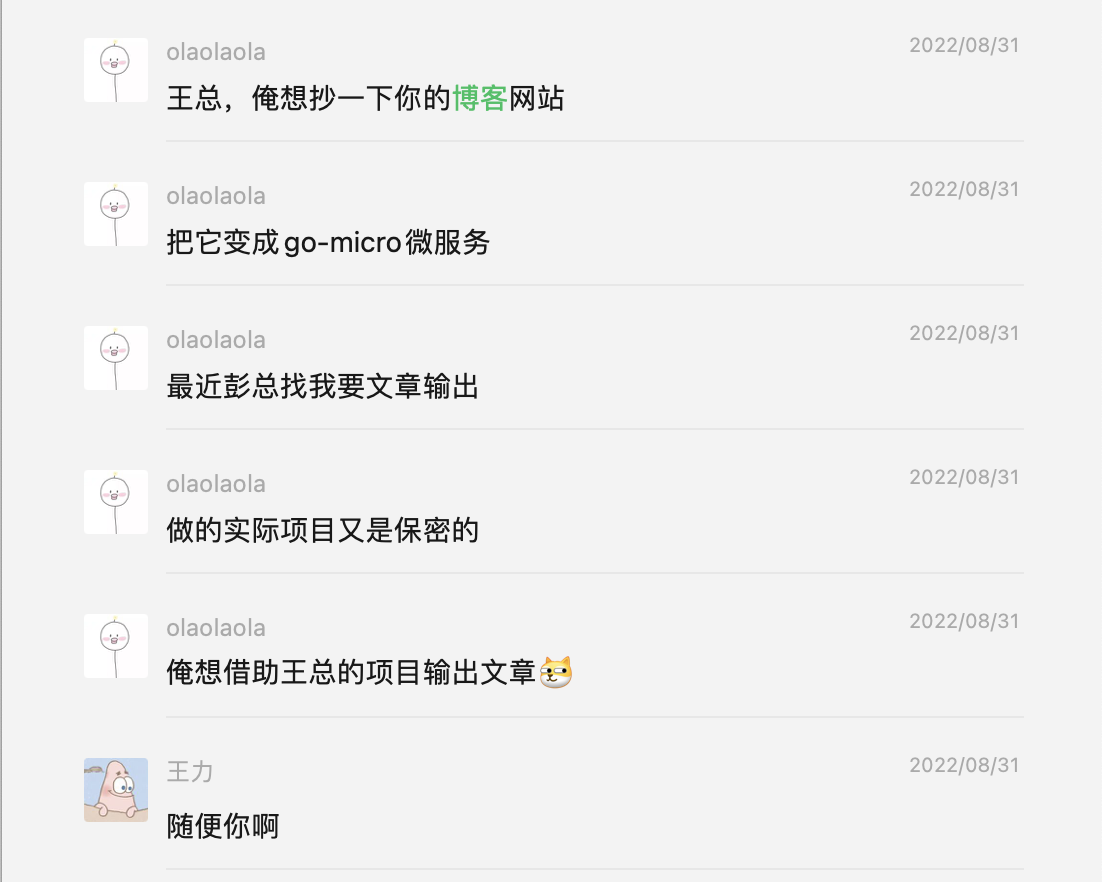 olaolaola
2022/08/31
王总，俺想抄一下你的博客网站
olaolaola
2022/08/31
把它变成go-micro微服务
olaolaola
2022/08/31
最近彭总找我要文章输出
olaolaola
2022/08/31
做的实际项目又是保密的
olaolaola
2022/08/31
俺想借助王总的项目输出文章
王力
2022/08/31
随便你啊